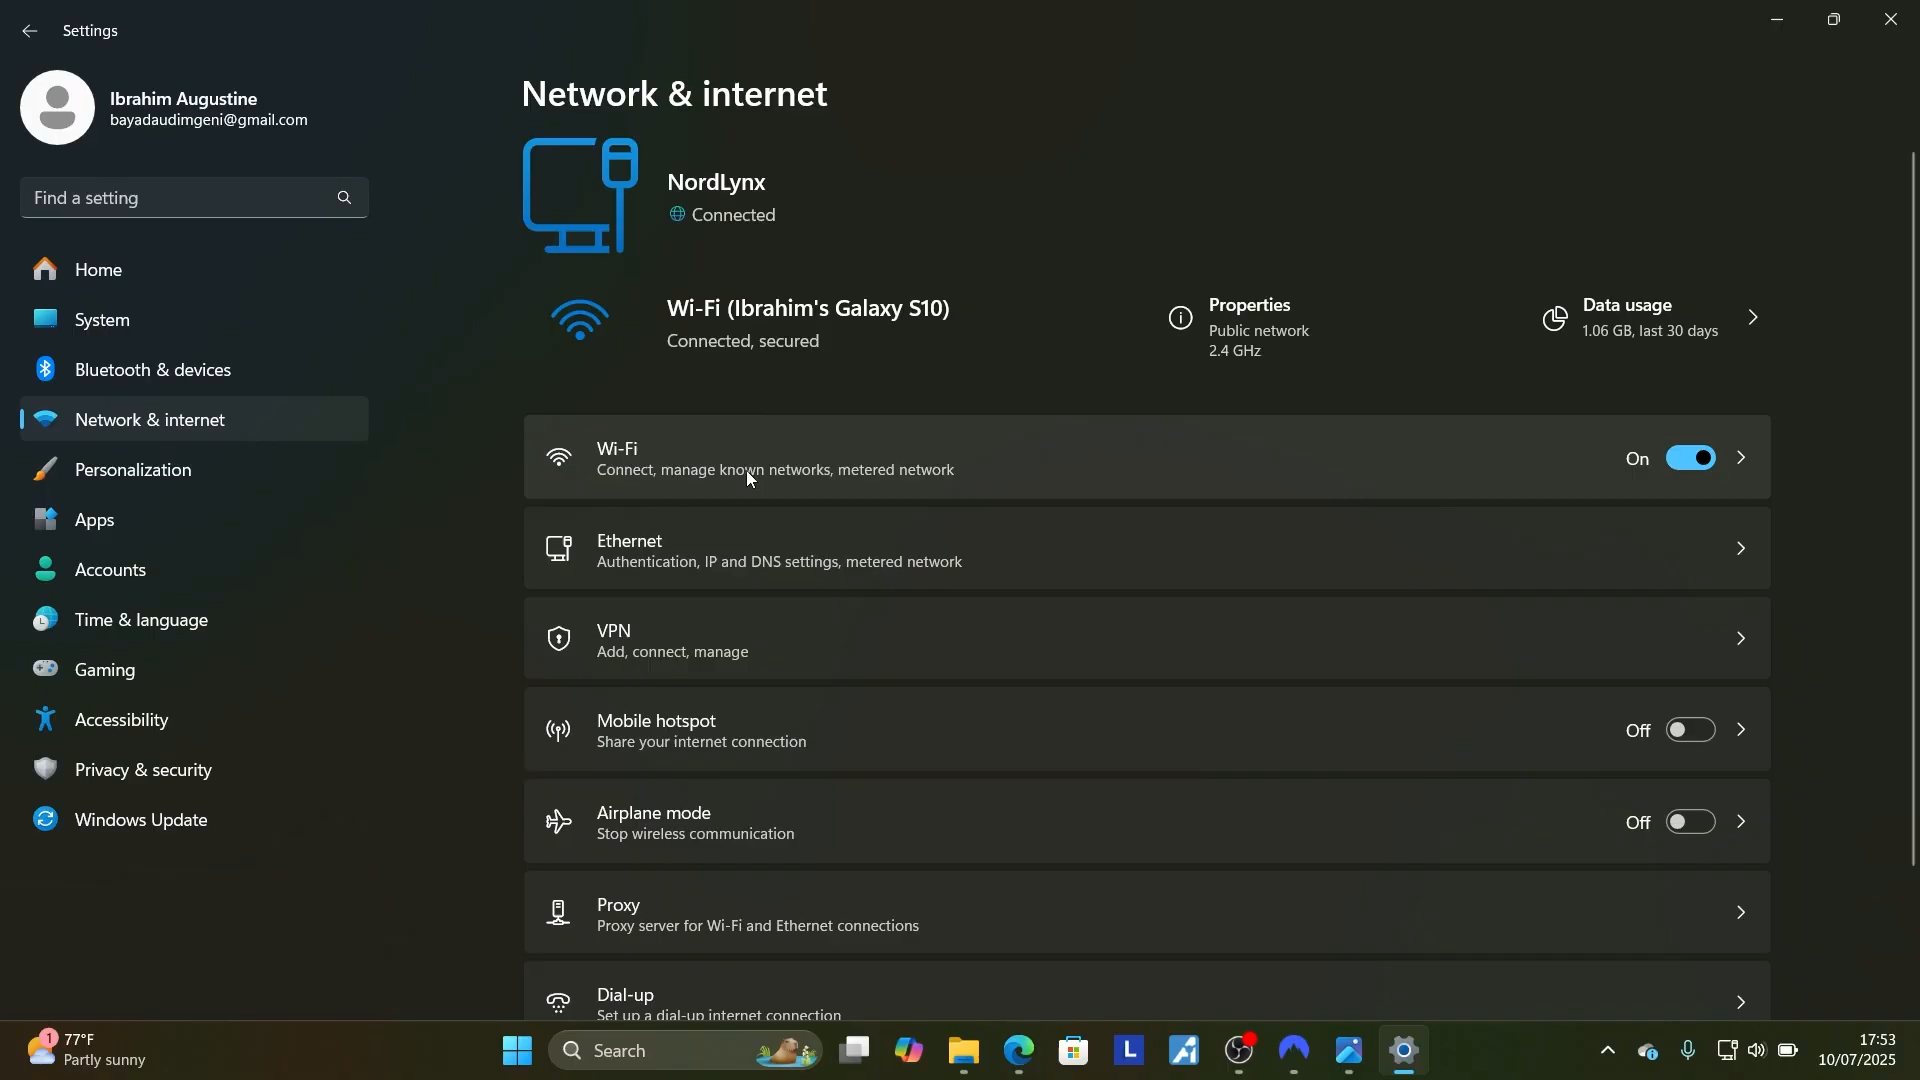 Settings
Ibrahim Augustine
bayadaudimgeni@gmail.com
Find a setting
Home
System
Bluetooth & devices
Network & internet
Personalization
Apps
Accounts
Time & language
Gaming
Accessibility
Privacy & security
Windows Update
Network & internet
NordLynx
Connected
Wi-Fi (Ibrahim's Galaxy S10)
Connected, secured
Properties
Public network
2.4 GHz
Data usage
1.06 GB, last 30 days
Wi-Fi
Connect, manage known networks, metered network
On
Ethernet
Authentication, IP and DNS settings, metered network
VPN
Add, connect, manage
Mobile hotspot
Share your internet connection
Off
Airplane mode
Stop wireless communication
Off
Proxy
Proxy server for Wi-Fi and Ethernet connections
Dial-up
Set up a dial-up internet connection
1
77°F
Partly sunny
Search
L
17:53
10/07/2025